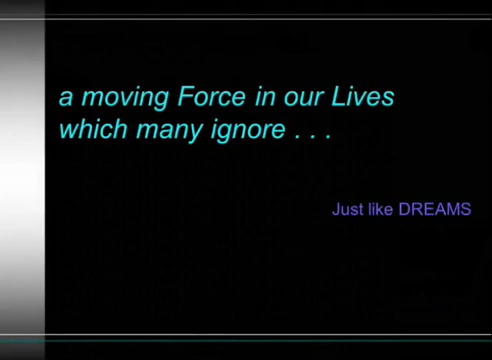 a moving Force in our Lives
which many ignore . . .
Just like DREAMS